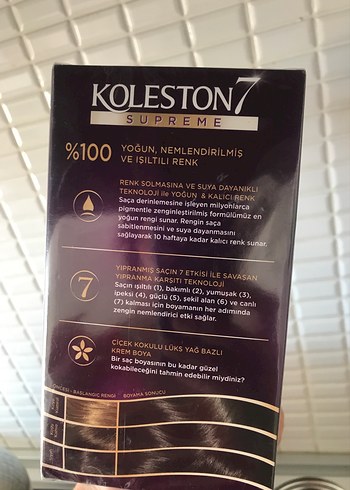 KOLESTON 7
SUPREME
%100 YOĞUN, NEMLENDİRİLMİŞ
VE IŞILTILI RENK
RENK SOLMASINA VE SUYA DAYANIKLI
TEKNOLOJİ ile YOĞUN & KALICI RENK
Saça derinlemesine işleyen milyonlarca
pigmentle zenginleştirilmiş formülümüz en
yoğun rengi sunar. Rengin saça
sabitlenmesini ve suya dayanmasını
sağlayarak 10 haftaya kadar kalıcı renk sunar.
7
YIPRANMIŞ SAÇIN 7 ETKİSİ İLE SAVAŞAN
YIPRANMA KARŞITI TEKNOLOJİ
Saçın ışıltılı (1), bakımlı (2), yumuşak (3),
ipeksi (4), güçlü (5), şekil alan (6) ve canlı
(7) kalması için boyamanın her adımında
zengin nemlendirici etki sağlar.
ÇİÇEK KOKULU LÜKS YAĞ BAZLI
KREM BOYA
Bir saç boyasının bu kadar güzel
kokabileceğini tahmin edebilir miydiniz?
BAŞLANGIÇ RENGİ BOYAMA SONUCU